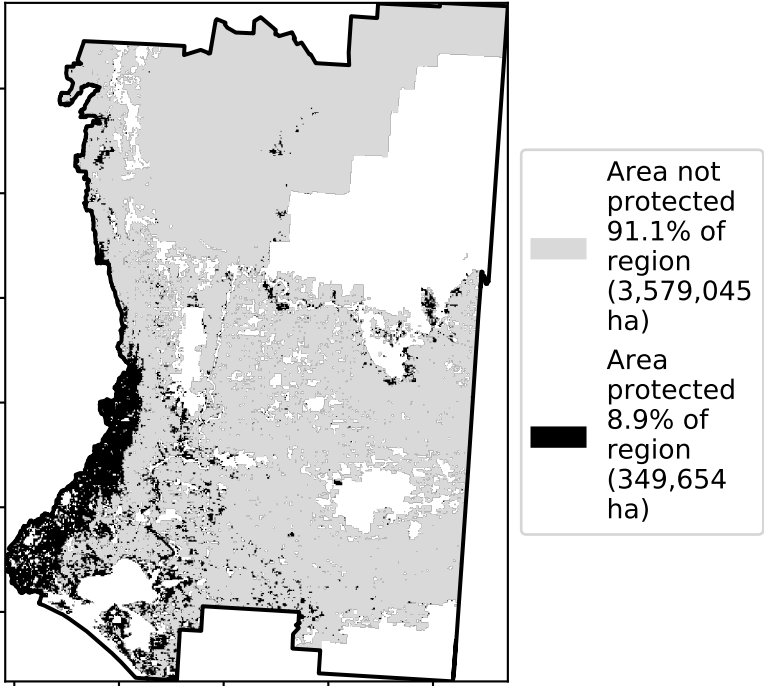 Area not
protected
91.1% of
region
(3,579,045
ha)
Area
protected
8.9% of
region
(349,654
ha)